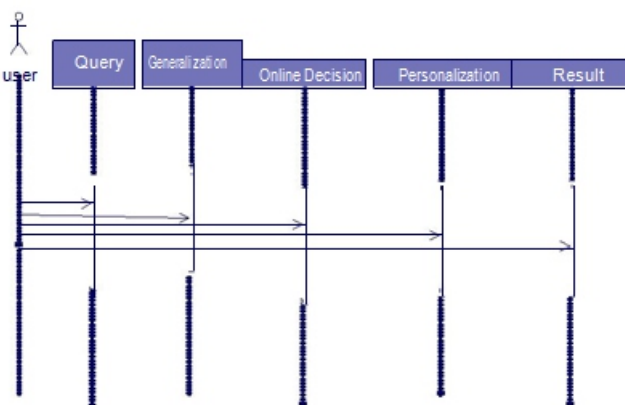 user
Query
Generalization
Online Decision
Personalization
Result